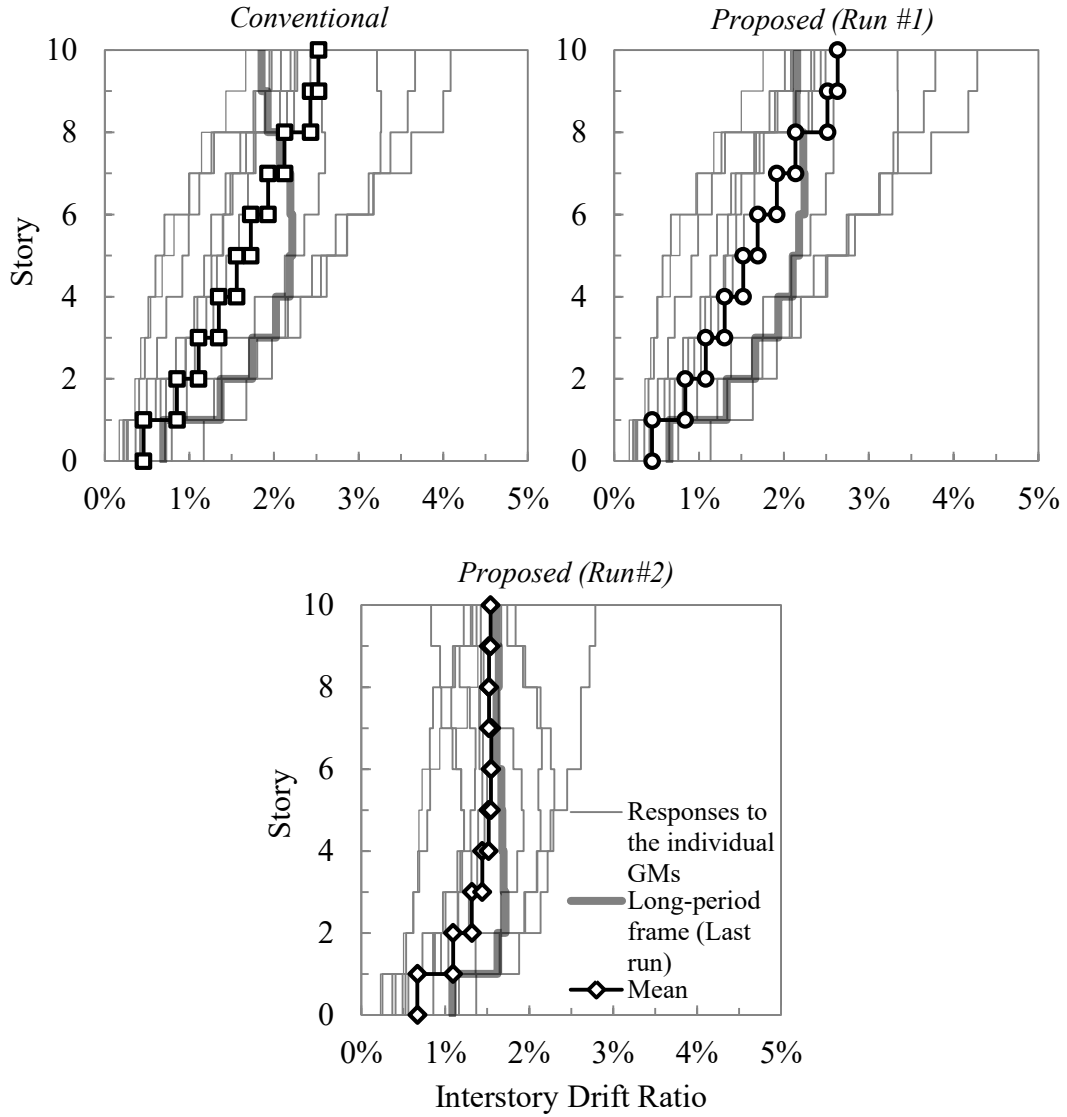 Conventional
Proposed (Run #1)
10
8
6
4
2
0
Story
0% 1% 2% 3% 4% 5%
10
8
6
4
2
0
0% 1% 2% 3% 4% 5%
Proposed (Run#2)
10
8
6
4
2
0
Story
Responses to
the individual
GMs
Long-period
frame (Last
run)
Mean
0% 1% 2% 3% 4% 5%
Interstory Drift Ratio